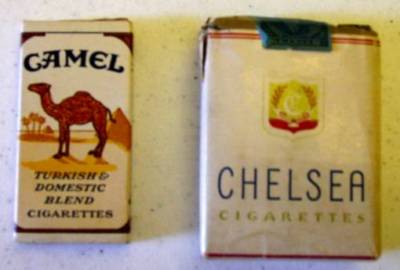 CAMEL
TURKISH &
DOMESTIC
BLEND
CIGARETTES
CHELSEA
CIGARETTES